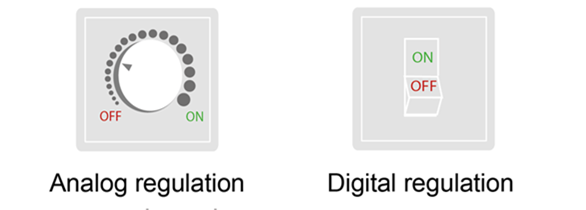 OFF ON
ON
OFF
Analog regulation
Digital regulation